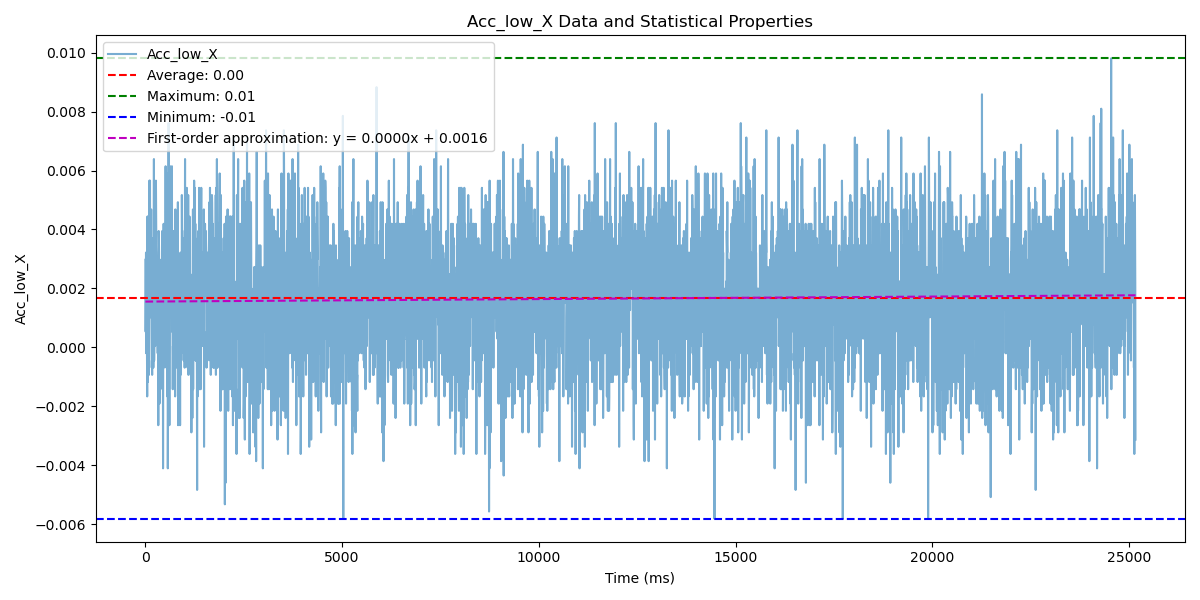 Acc_low_X Data and Statistical Properties
Acc_low_X
Average: 0.00
Maximum: 0.01
Minimum: -0.01
First-order approximation: y = 0.0000x + 0.0016
Acc_low_X
0.010
0.008
0.006
0.004
0.002
0.000
−0.002
−0.004
−0.006
0 5000 10000 15000 20000 25000
Time (ms)